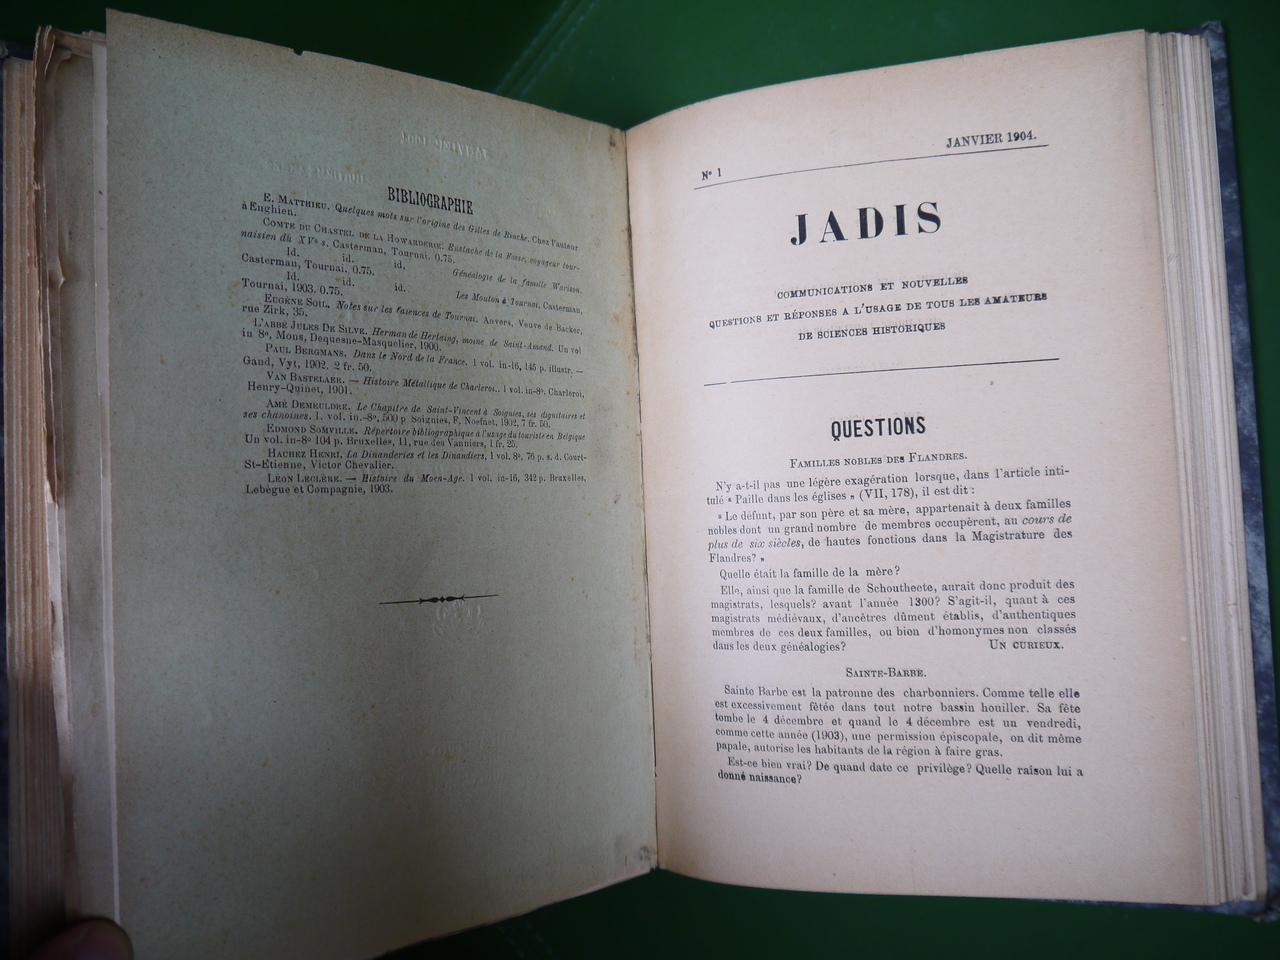 BIBLIOGRAPHIE
E. MATTHIEU. Quelques mots sur l'origine des Gilles de Binche. Chez l'auteur
à Enghien.
COMTE DU CHASTEL DE LA HOWARDERIE. Eustache de la Fosse, voyageur tour-
naisien du XVe s. Casterman, Tournai. 0.75.
Id. id. id. Généalogie de la famille Warison.
Casterman, Tournai, 0.75.
Id. id. id. Les Mouton à Tournai. Casterman,
Tournai, 1903. 0.75.
EUGÈNE SOIL. Notes sur les faïences de Tournai. Anvers, Veuve de Backer,
rue Zirk, 35.
L'ABBÉ JULES DE SILVE. Herman de Hertaing, moine de Saint-Amand. Un vol
in 8º, Mons, Dequesne-Masquelier, 1900.
PAUL BERGMANS. Dans le Nord de la France. 1 vol. in-16, 145 p. illustr. —
Gand, Vyt, 1902. 2 fr. 50.
VAN BASTELAER. — Histoire Métallique de Charleroi.. 1 vol. in-8º. Charleroi,
Henry-Quinet, 1901.
AMÉ DEMEULDRE. Le Chapitre de Saint-Vincent à Soignies, ses dignitaires et
ses chanoines. 1. vol. in.-8º, 500 p. Soignies, F. Noefnet, 1902, 7 fr. 50.
EDMOND SOMVILLE. Répertoire bibliographique à l'usage du touriste en Belgique
Un vol. in-8º 104 p. Bruxelles, 11, rue des Vanniers, 1 fr. 25.
HACHEZ HENRI, La Dinanderies et les Dinandiers, 1 vol. 8º, 76 p. s. d. Court-
St-Etienne, Victor Chevalier.
LÉON LECLÈRE. — Histoire du Moen-Age. 1 vol. in-16, 342 p. Bruxelles,
Lebègue et Compagnie, 1903.
Nº 1 JANVIER 1904.
JADIS
COMMUNICATIONS ET NOUVELLES
QUESTIONS ET RÉPONSES A L'USAGE DE TOUS LES AMATEURS
DE SCIENCES HISTORIQUES
QUESTIONS
FAMILLES NOBLES DES FLANDRES.
N'y a-t-il pas une légère exagération lorsque, dans l'article inti-
tulé « Paille dans les églises » (VII, 178), il est dit :
« Le défunt, par son père et sa mère, appartenait à deux familles
nobles dont un grand nombre de membres occupèrent, au cours de
plus de six siècles, de hautes fonctions dans la Magistrature des
Flandres? »
Quelle était la famille de la mère?
Elle, ainsi que la famille de Schoutheete, aurait donc produit des
magistrats, lesquels? avant l'année 1300? S'agit-il, quant à ces
magistrats médiévaux, d'ancêtres dûment établis, d'authentiques
membres de ces deux familles, ou bien d'homonymes non classés
dans les deux généalogies? UN CURIEUX.
SAINTE-BARBE.
Sainte Barbe est la patronne des charbonniers. Comme telle elle
est excessivement fêtée dans tout notre bassin houiller. Sa fête
tombe le 4 décembre et quand le 4 décembre est un vendredi,
comme cette année (1903), une permission épiscopale, on dit même
papale, autorise les habitants de la région à faire gras.
Est-ce bien vrai? De quand date ce privilège? Quelle raison lui a
donné naissance?